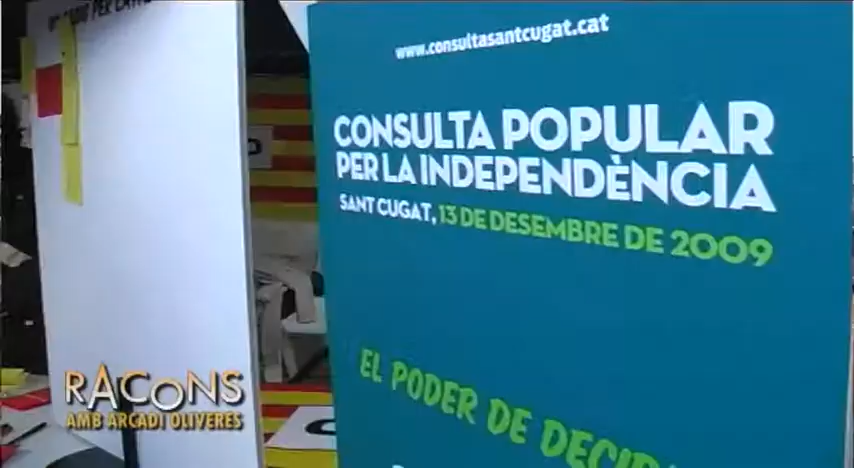 www.consultasantcugat.cat
CONSULTA POPULAR
PER LA INDEPENDÈNCIA
SANT CUGAT, 13 DE DESEMBRE DE 2009
EL PODER DE
RACONS
AMB ARCADI OLIVERES